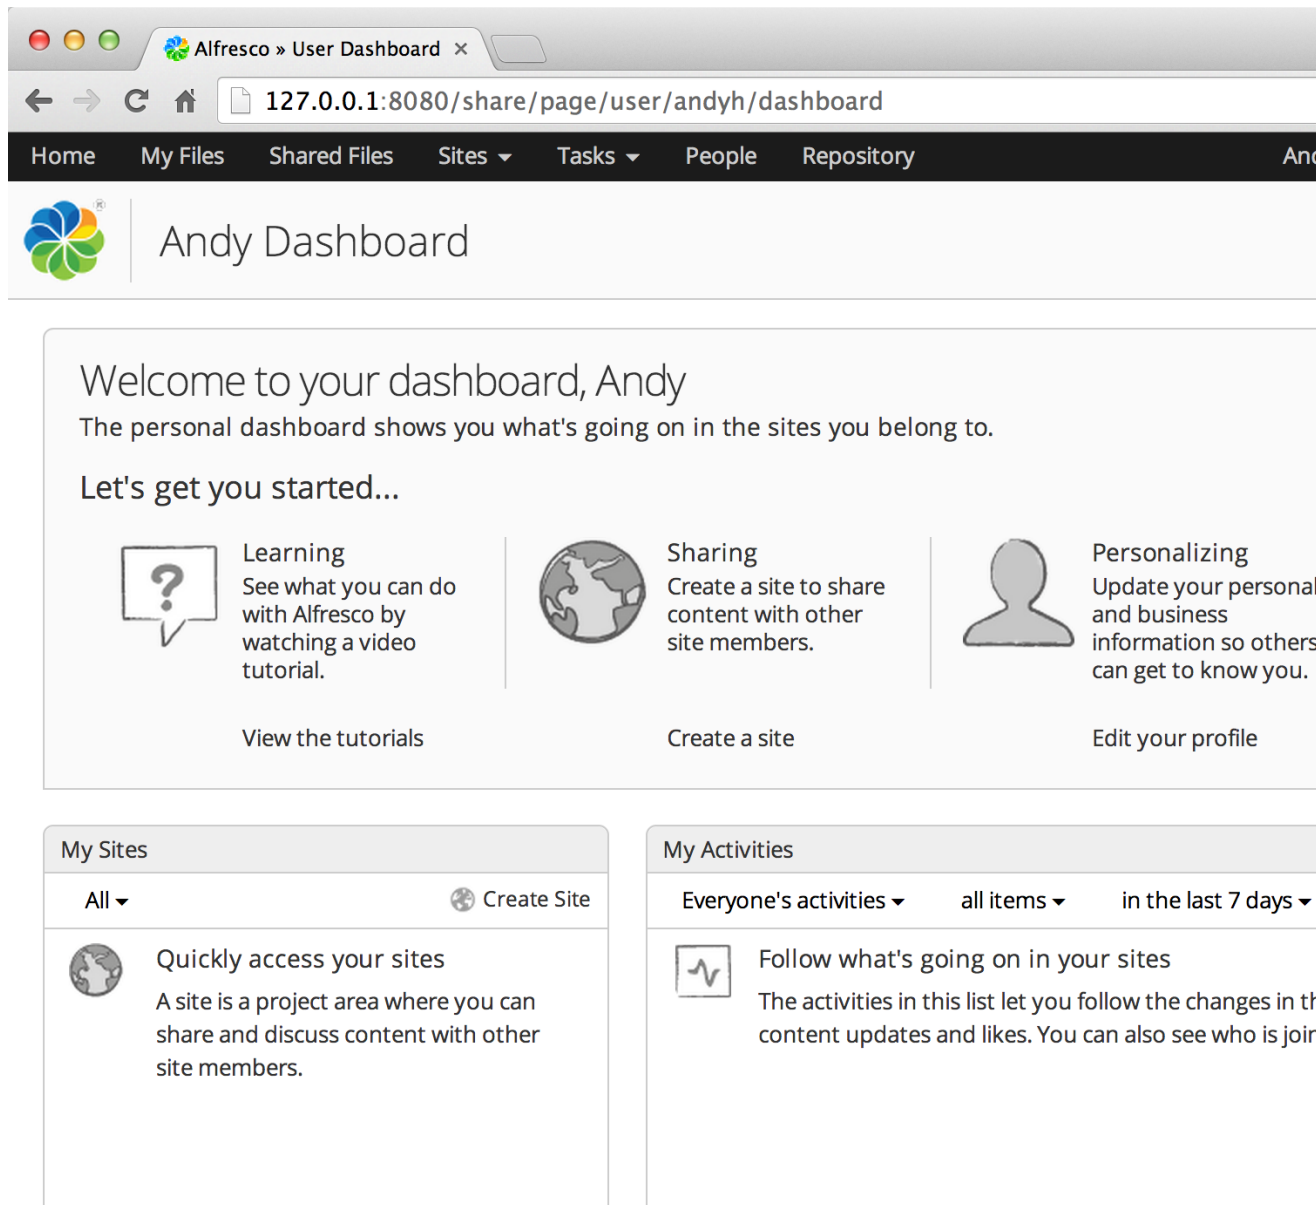 Alfresco » User Dashboard ×
127.0.0.1:8080/share/page/user/andyh/dashboard
Home My Files Shared Files Sites Tasks People Repository
®
Andy Dashboard
Welcome to your dashboard, Andy
The personal dashboard shows you what's going on in the sites you belong to.
Let's get you started...
Learning
See what you can do
with Alfresco by
watching a video
tutorial.
View the tutorials
Sharing
Create a site to share
content with other
site members.
Create a site
Personalizing
Update your personal
and business
information so others
can get to know you.
Edit your profile
My Sites
All Create Site
Quickly access your sites
A site is a project area where you can
share and discuss content with other
site members.
My Activities
Everyone's activities all items in the last 7 days
Follow what's going on in your sites
The activities in this list let you follow the changes in
content updates and likes. You can also see who is